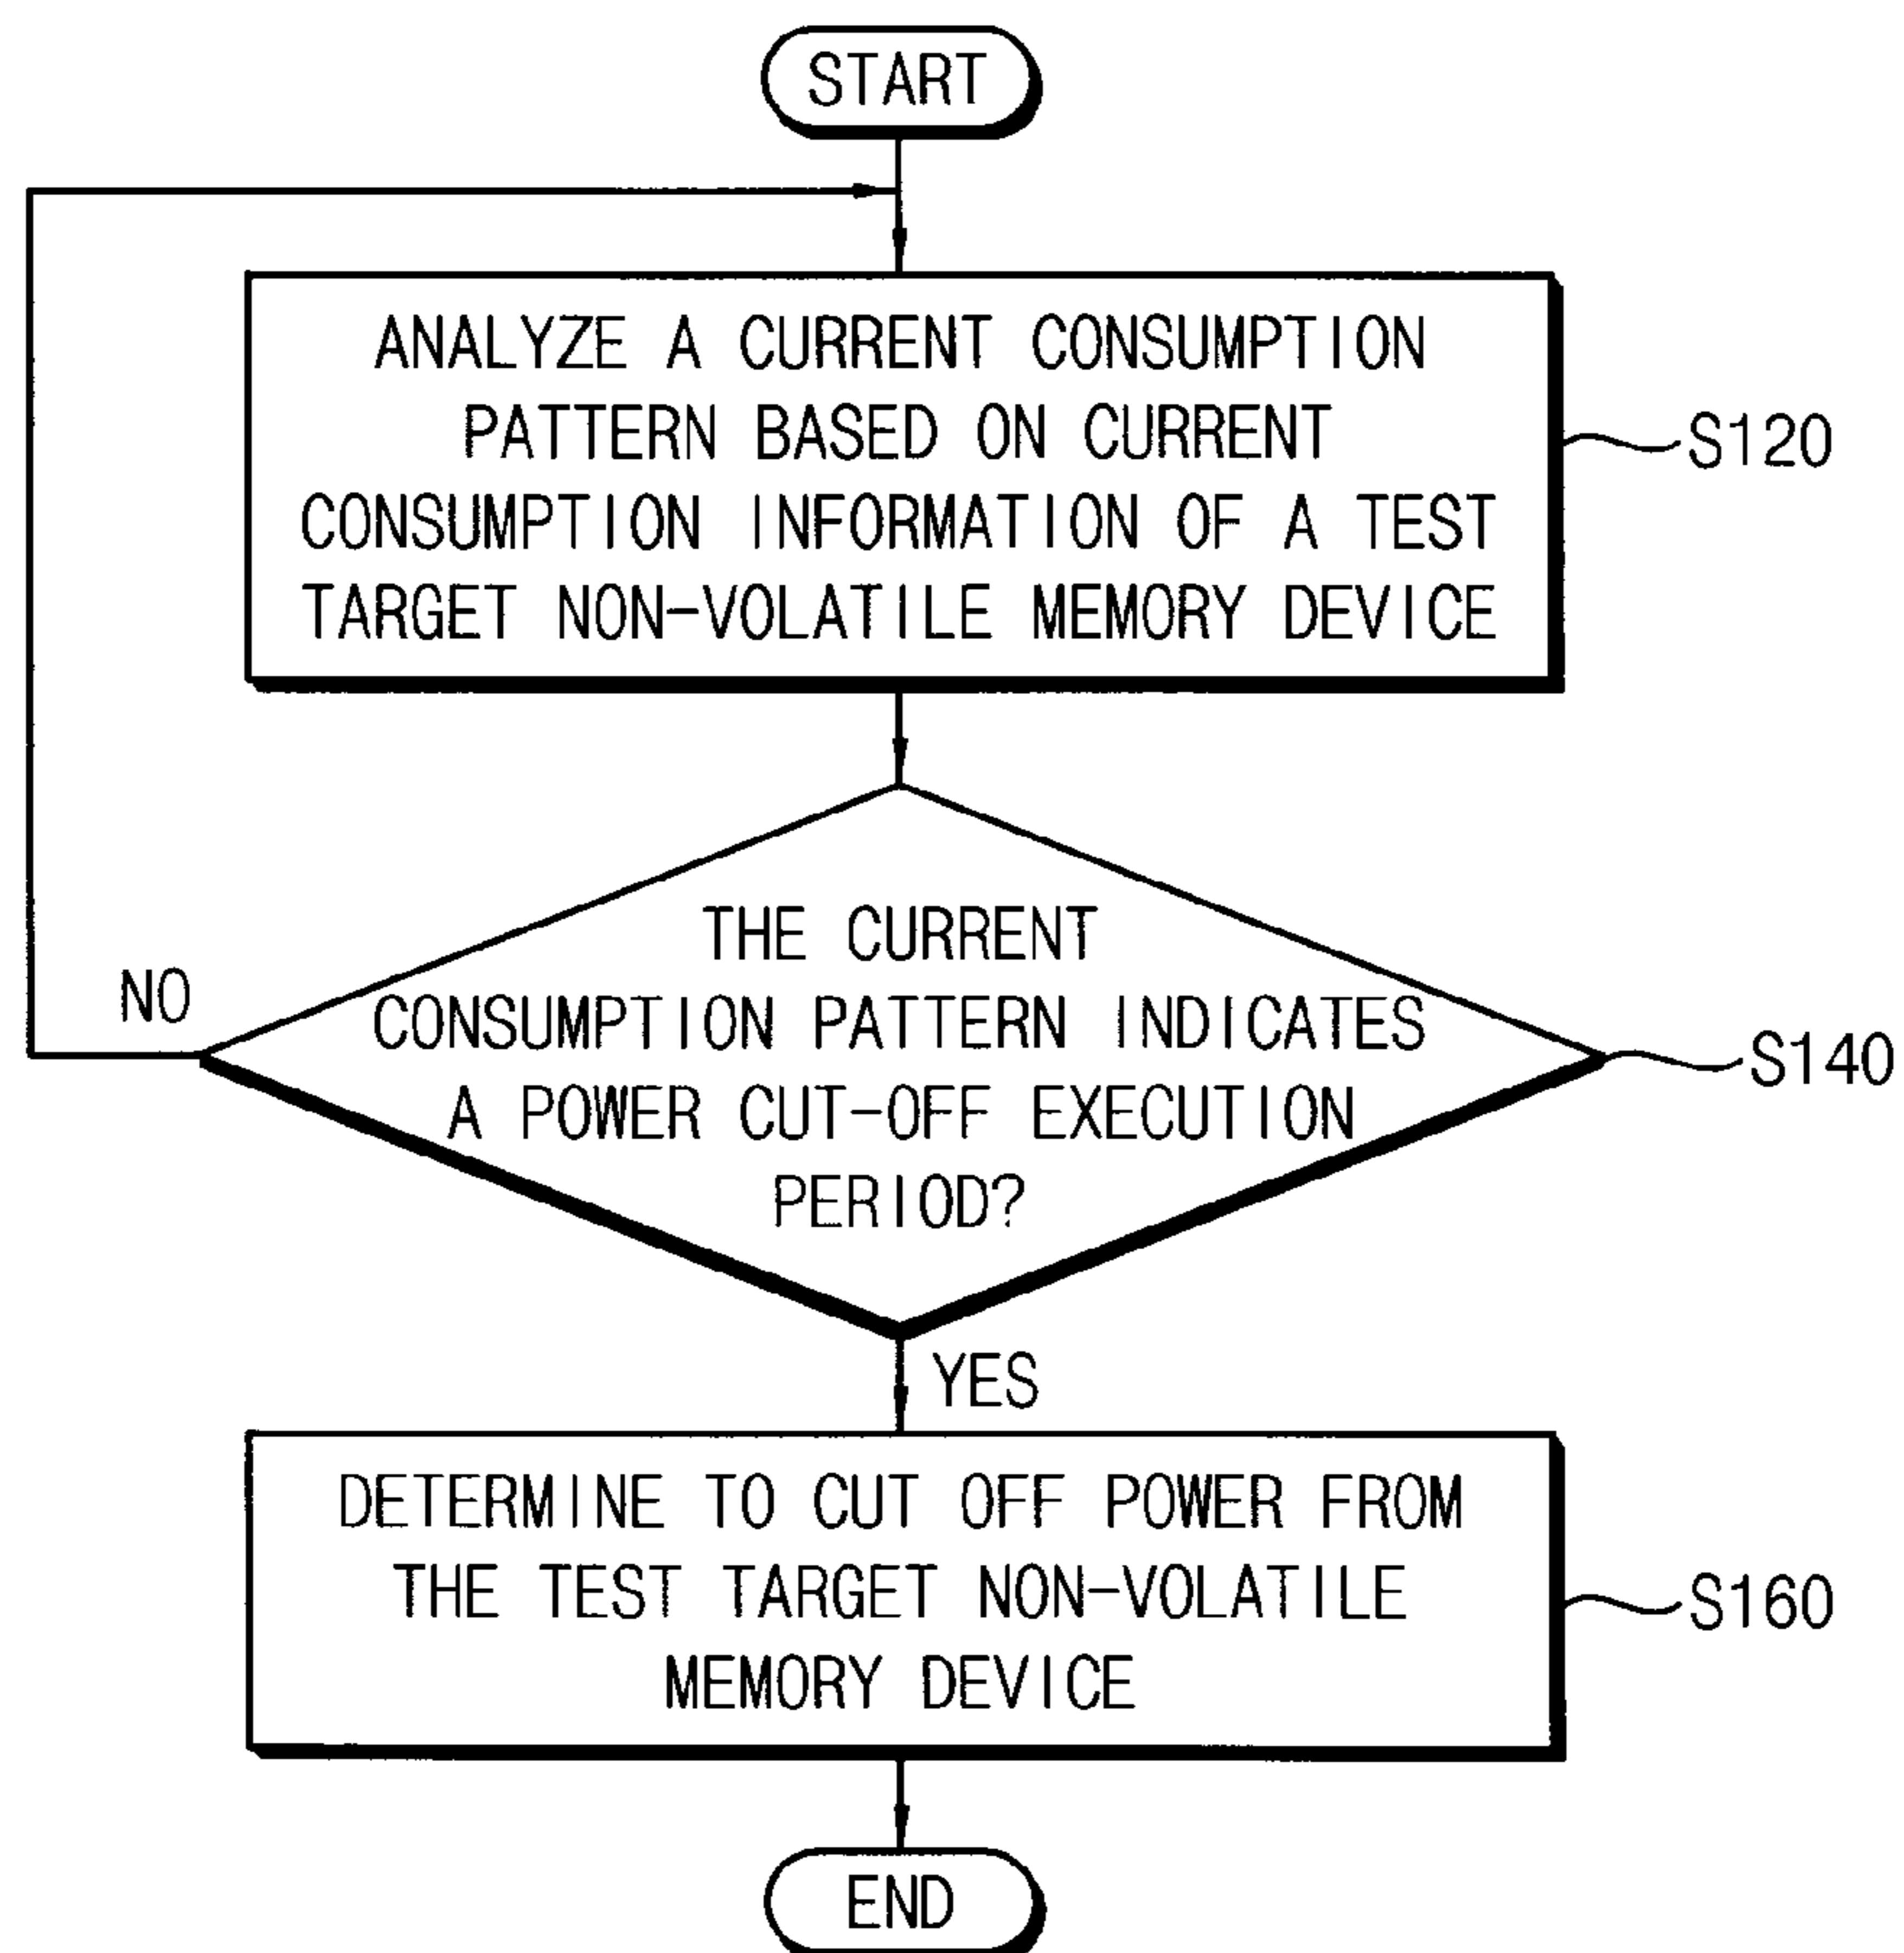 START
ANALYZE A CURRENT CONSUMPTION
PATTERN BASED ON CURRENT
CONSUMPTION INFORMATION OF A TEST
TARGET NON-VOLATILE MEMORY DEVICE
S120
THE CURRENT
CONSUMPTION PATTERN INDICATES
A POWER CUT-OFF EXECUTION
PERIOD?
NO
S140
YES
DETERMINE TO CUT OFF POWER FROM
THE TEST TARGET NON-VOLATILE
MEMORY DEVICE
S160
END